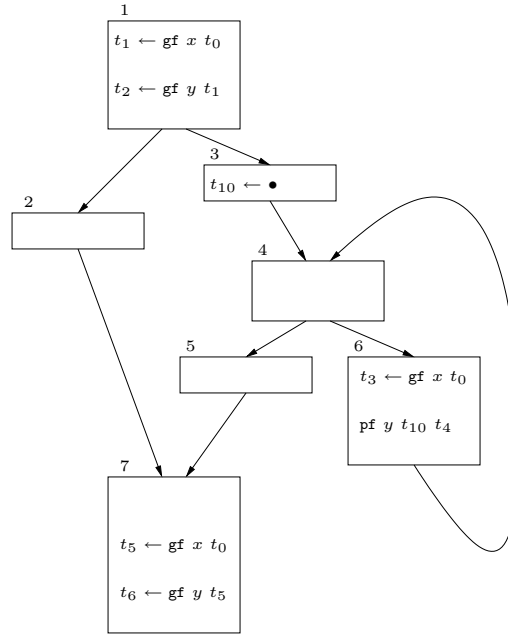 1
t₁ ← gf x t₀
t₂ ← gf y t₁
3
t₁₀ ← •
2
4
5
6
t₃ ← gf x t₀
pf y t₁₀ t₄
7
t₅ ← gf x t₀
t₆ ← gf y t₅